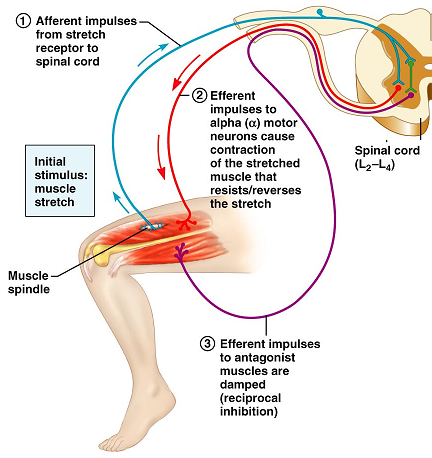 ① Afferent impulses
from stretch
receptor to
spinal cord
② Efferent
impulses to
alpha (α) motor
neurons cause
contraction
of the stretched
muscle that
resists/reverses
the stretch
Spinal cord
(L₂–L₄)
Initial
stimulus:
muscle
stretch
Muscle
spindle
③ Efferent impulses
to antagonist
muscles are
damped
(reciprocal
inhibition)